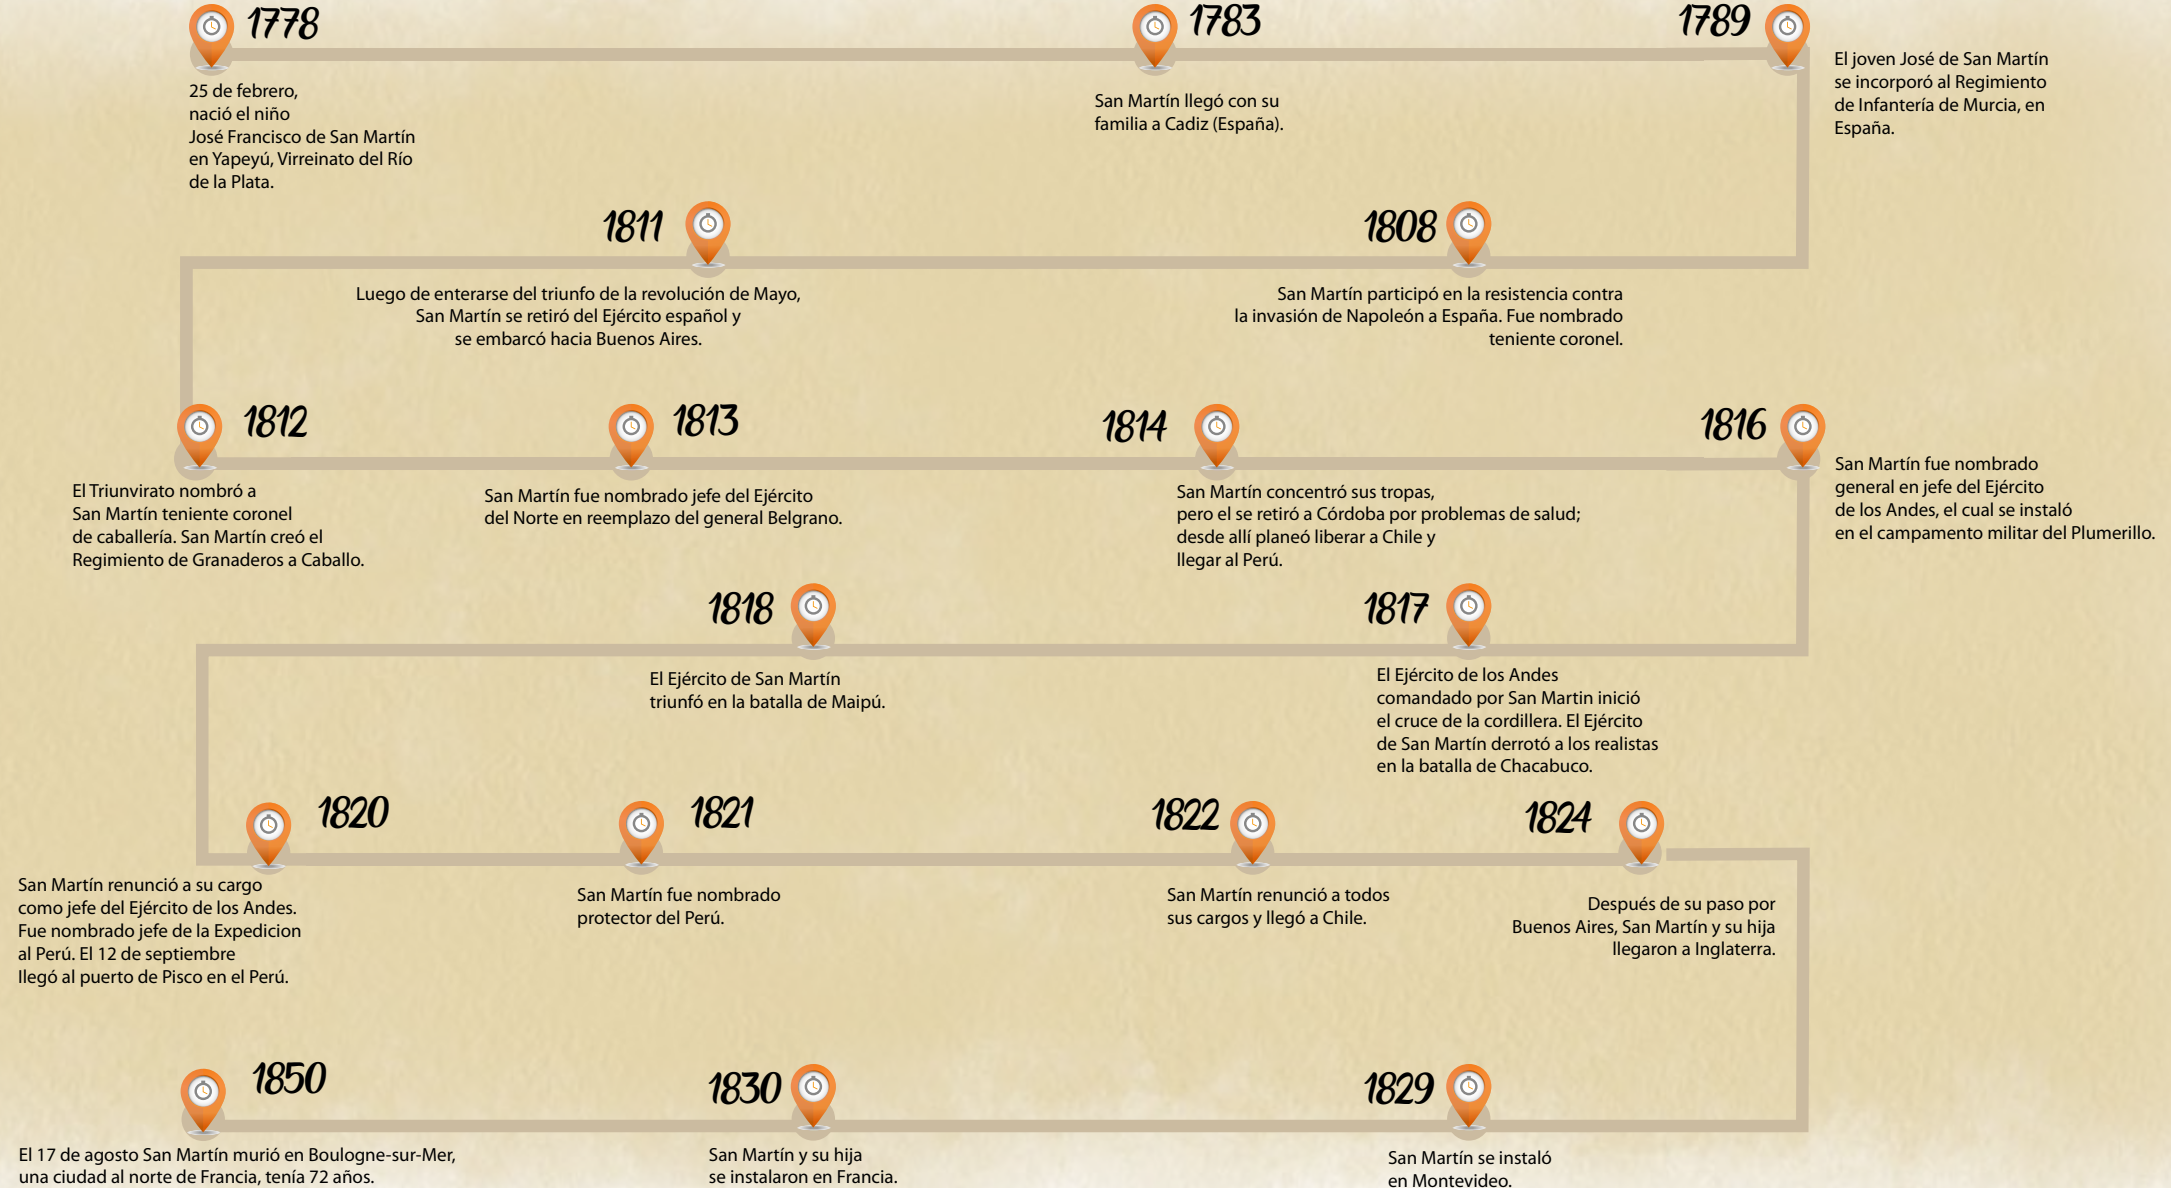 1778
25 de febrero,
nació el niño
José Francisco de San Martín
en Yapeyú, Virreinato del Río
de la Plata.
1783
San Martín llegó con su
familia a Cadiz (España).
1789
El joven José de San Martín
se incorporó al Regimiento
de Infantería de Murcia, en
España.
1808
San Martín participó en la resistencia contra
la invasión de Napoleón a España. Fue nombrado
teniente coronel.
1811
Luego de enterarse del triunfo de la revolución de Mayo,
San Martín se retiró del Ejército español y
se embarcó hacia Buenos Aires.
1812
El Triunvirato nombró a
San Martín teniente coronel
de caballería. San Martín creó el
Regimiento de Granaderos a Caballo.
1813
San Martín fue nombrado jefe del Ejército
del Norte en reemplazo del general Belgrano.
1814
San Martín concentró sus tropas,
pero el se retiró a Córdoba por problemas de salud;
desde allí planeó liberar a Chile y
llegar al Perú.
1816
San Martín fue nombrado
general en jefe del Ejército
de los Andes, el cual se instaló
en el campamento militar del Plumerillo.
1817
El Ejército de los Andes
comandado por San Martin inició
el cruce de la cordillera. El Ejército
de San Martín derrotó a los realistas
en la batalla de Chacabuco.
1818
El Ejército de San Martín
triunfó en la batalla de Maipú.
1820
San Martín renunció a su cargo
como jefe del Ejército de los Andes.
Fue nombrado jefe de la Expedicion
al Perú. El 12 de septiembre
llegó al puerto de Pisco en el Perú.
1821
San Martín fue nombrado
protector del Perú.
1822
San Martín renunció a todos
sus cargos y llegó a Chile.
1824
Después de su paso por
Buenos Aires, San Martín y su hija
llegaron a Inglaterra.
1829
San Martín se instaló
en Montevideo.
1830
San Martín y su hija
se instalaron en Francia.
1850
El 17 de agosto San Martín murió en Boulogne-sur-Mer,
una ciudad al norte de Francia, tenía 72 años.